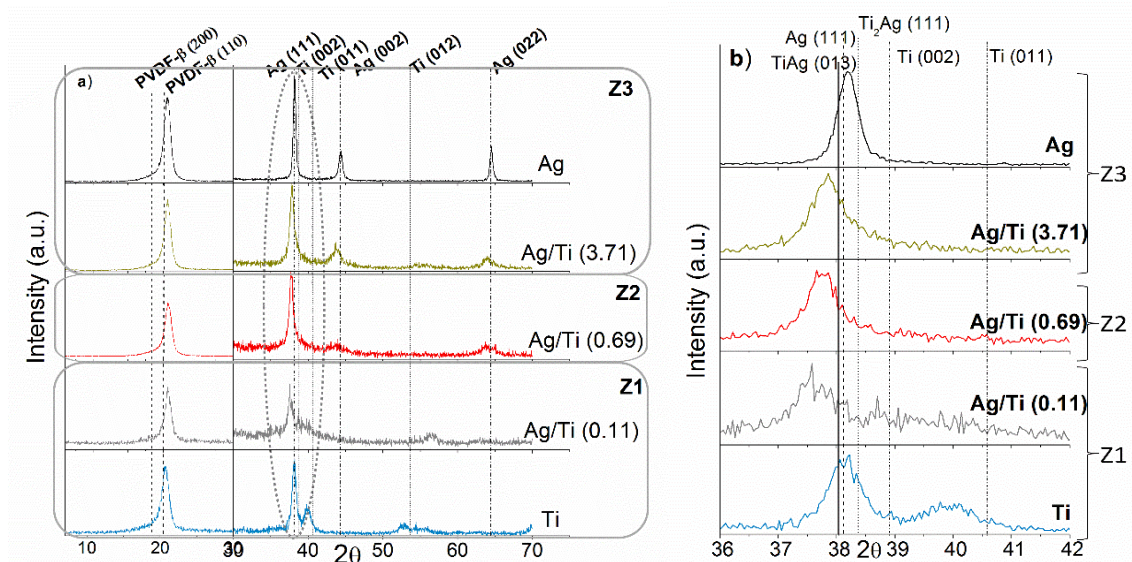 a)
PVDF-β (200)
PVDF-β (110)
Ag (111)
Ti (002)
Ti (011)
Ag (002)
Ti (012)
Ag (022)
Z3
Ag
Ag/Ti (3.71)
Z2
Ag/Ti (0.69)
Z1
Ag/Ti (0.11)
Ti
Intensity (a.u.)
10 20 30 40 50 60 70
2θ
b)
Ti2Ag (111)
Ag (111)
TiAg (013)
Ti (002)
Ti (011)
Ag
Z3
Ag/Ti (3.71)
Ag/Ti (0.69)
Z2
Ag/Ti (0.11)
Z1
Ti
Intensity (a.u.)
36 37 38 39 40 41 42
2θ